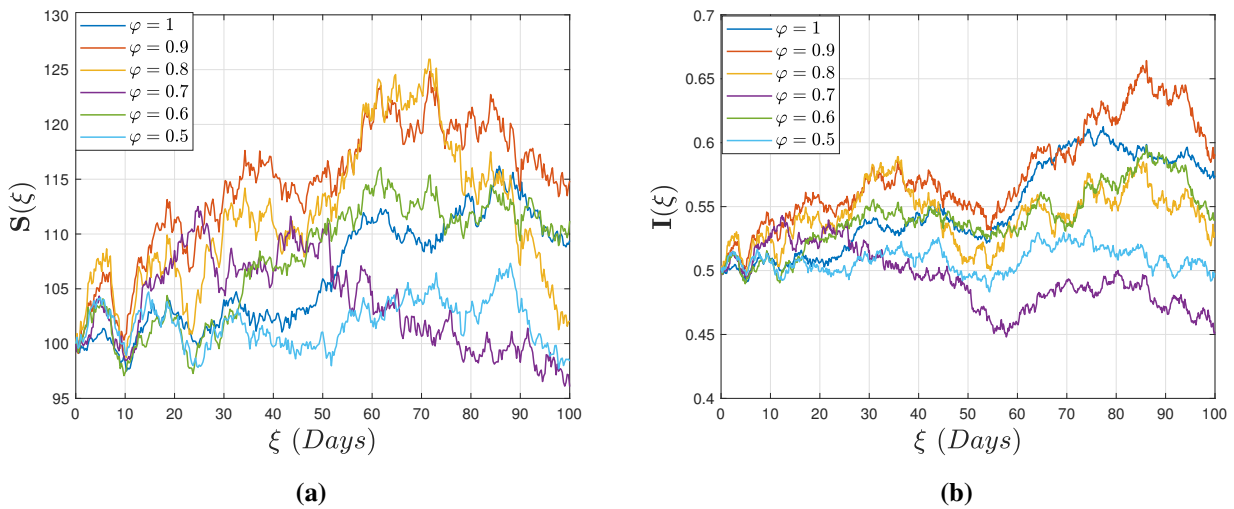 130
125
120
115
110
105
100
95
0 10 20 30 40 50 60 70 80 90 100
S(ξ)
ξ (Days)
φ = 1
φ = 0.9
φ = 0.8
φ = 0.7
φ = 0.6
φ = 0.5
(a)
0.7
0.65
0.6
0.55
0.5
0.45
0.4
0 10 20 30 40 50 60 70 80 90 100
I(ξ)
ξ (Days)
φ = 1
φ = 0.9
φ = 0.8
φ = 0.7
φ = 0.6
φ = 0.5
(b)